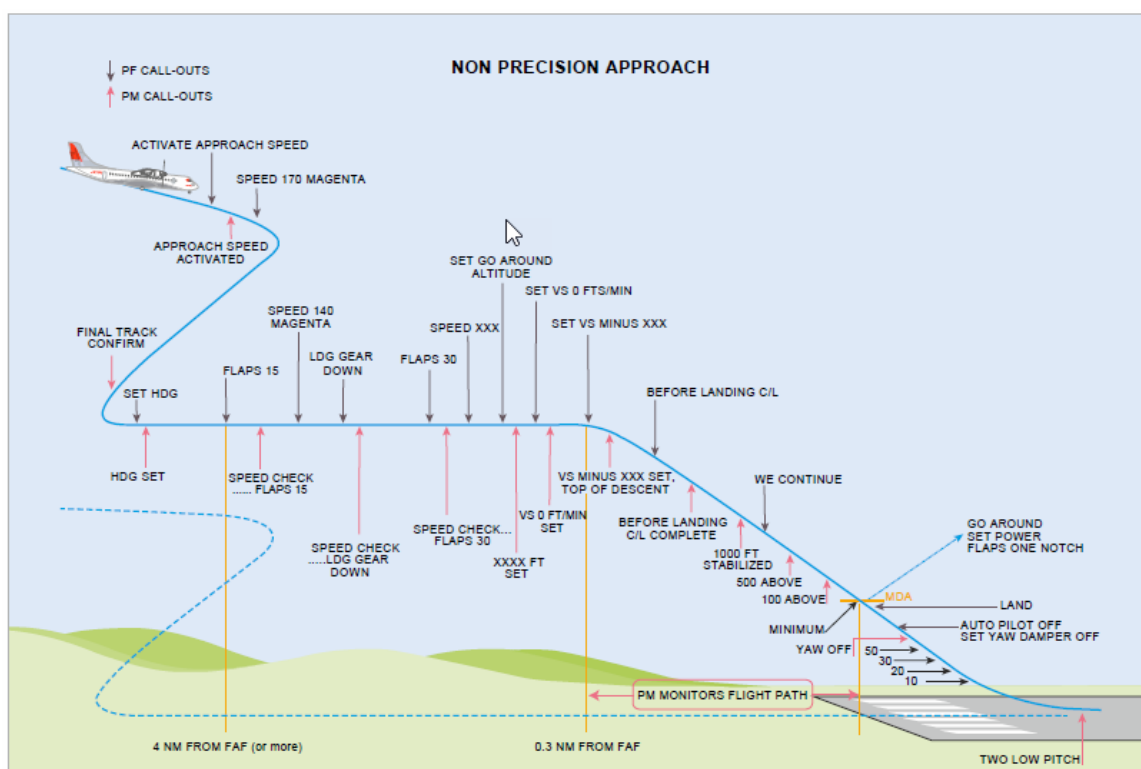 NON PRECISION APPROACH
PF CALL-OUTS
PM CALL-OUTS
ACTIVATE APPROACH SPEED
SPEED 170 MAGENTA
APPROACH SPEED
ACTIVATED
SET GO AROUND
ALTITUDE
SET VS 0 FTS/MIN
SPEED 140
MAGENTA
SPEED XXX
SET VS MINUS XXX
FINAL TRACK
CONFIRM
LDG GEAR
DOWN
FLAPS 15
FLAPS 30
SET HDG
BEFORE LANDING C/L
HDG SET
SPEED CHECK
...... FLAPS 15
VS MINUS XXX SET,
TOP OF DESCENT
WE CONTINUE
VS 0 FT/MIN
SET
SPEED CHECK...
FLAPS 30
BEFORE LANDING
C/L COMPLETE
GO AROUND
SET POWER
FLAPS ONE NOTCH
SPEED CHECK
.....LDG GEAR
DOWN
XXXX FT
SET
1000 FT
STABILIZED
500 ABOVE
100 ABOVE
MDA
LAND
MINIMUM
AUTO PILOT OFF
SET YAW DAMPER OFF
YAW OFF
50
30
20
10
PM MONITORS FLIGHT PATH
4 NM FROM FAF (or more)
0.3 NM FROM FAF
TWO LOW PITCH